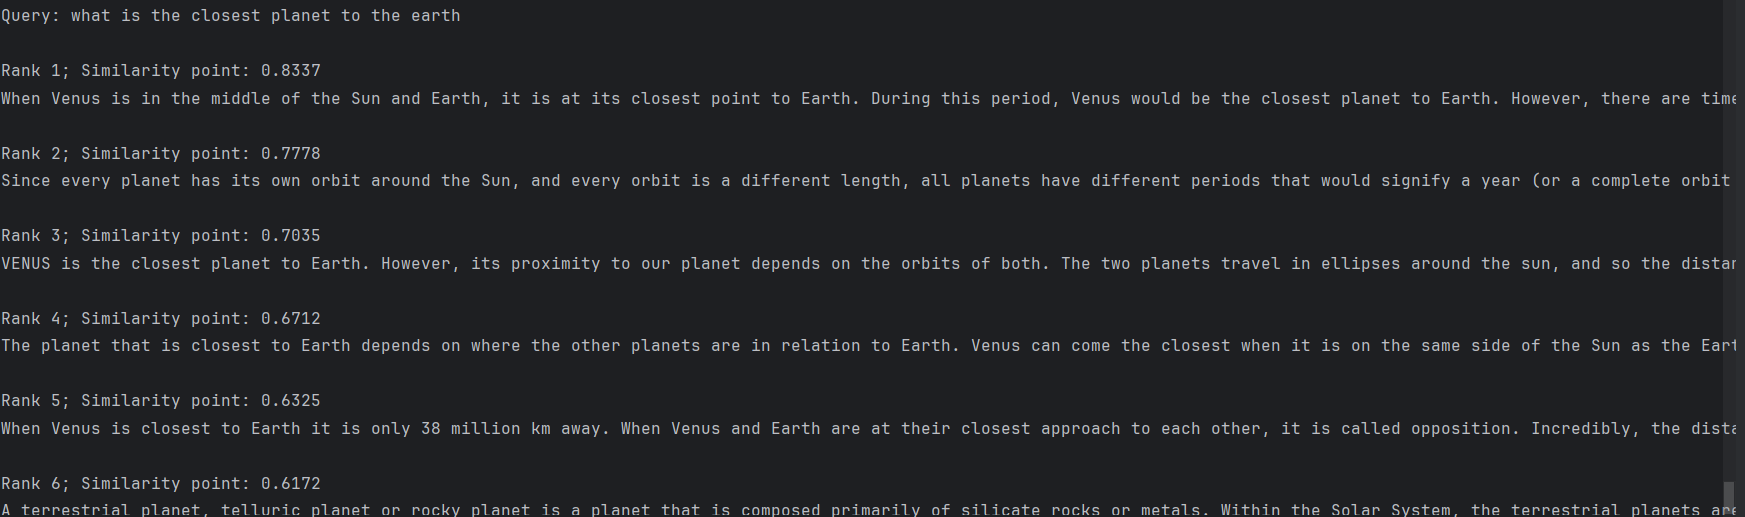 Query: what is the closest planet to the earth
Rank 1; Similarity point: 0.8337
When Venus is in the middle of the Sun and Earth, it is at its closest point to Earth. During this period, Venus would be the closest planet to Earth. However, there are time
Rank 2; Similarity point: 0.7778
Since every planet has its own orbit around the Sun, and every orbit is a different length, all planets have different periods that would signify a year (or a complete orbit
Rank 3; Similarity point: 0.7035
VENUS is the closest planet to Earth. However, its proximity to our planet depends on the orbits of both. The two planets travel in ellipses around the sun, and so the distan
Rank 4; Similarity point: 0.6712
The planet that is closest to Earth depends on where the other planets are in relation to Earth. Venus can come the closest when it is on the same side of the Sun as the Eart
Rank 5; Similarity point: 0.6325
When Venus is closest to Earth it is only 38 million km away. When Venus and Earth are at their closest approach to each other, it is called opposition. Incredibly, the dista
Rank 6; Similarity point: 0.6172
A terrestrial planet, telluric planet or rocky planet is a planet that is composed primarily of silicate rocks or metals. Within the Solar System, the terrestrial planets are